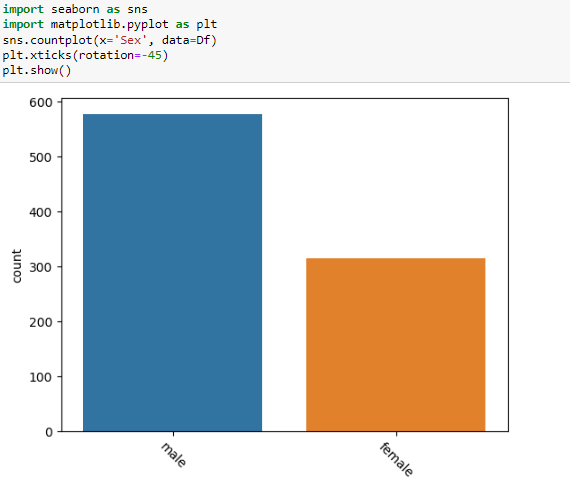 import seaborn as sns
import matplotlib.pyplot as plt
sns.countplot(x='Sex', data=Df)
plt.xticks(rotation=-45)
plt.show()
600
500
400
300
200
100
0
count
male
female